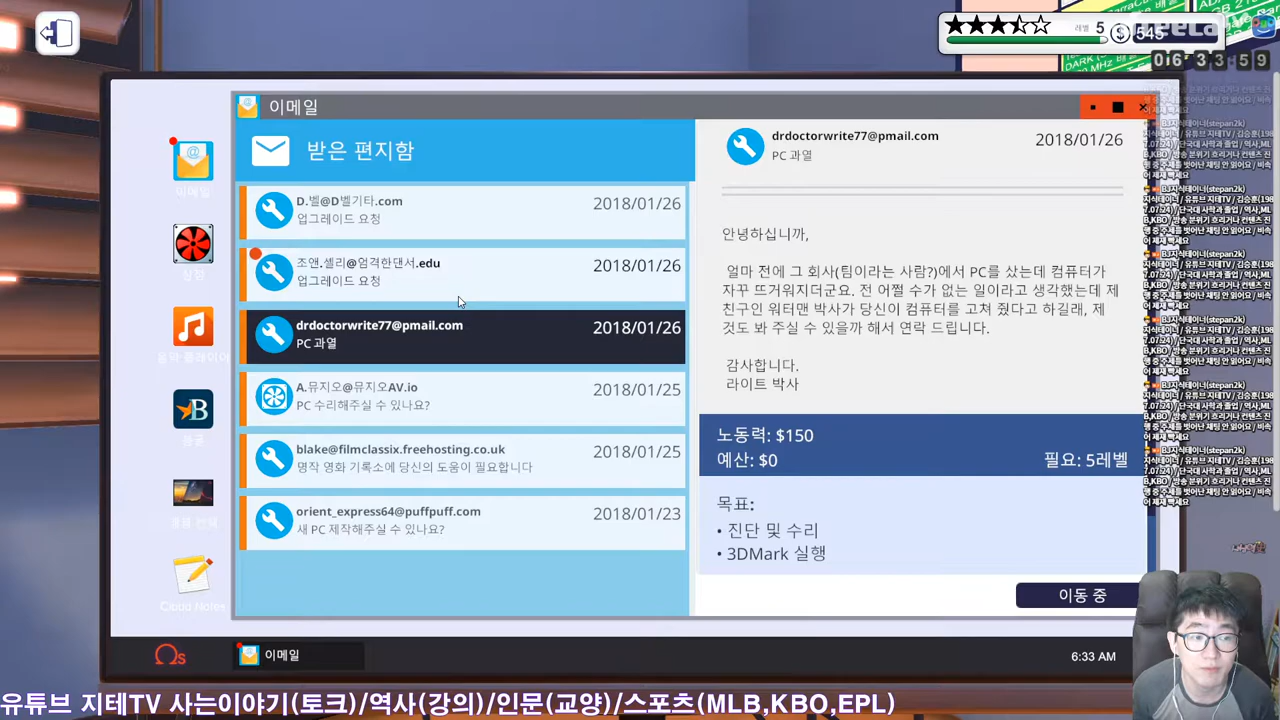 레벨 5
$ 545
06 33 59
이메일
받은 편지함
D.벨@D벨기타.com
업그레이드 요청
2018/01/26
조앤.셸리@엄격한댄서.edu
업그레이드 요청
2018/01/26
drdoctorwrite77@pmail.com
PC 과열
2018/01/26
A.뮤지오@뮤지오AV.io
PC 수리해주실 수 있나요?
2018/01/25
blake@filmclassix.freehosting.co.uk
명작 영화 기록소에 당신의 도움이 필요합니다
2018/01/25
orient_express64@puffpuff.com
새 PC 제작해주실 수 있나요?
2018/01/23
drdoctorwrite77@pmail.com
PC 과열
2018/01/26
안녕하십니까,
얼마 전에 그 회사(팀이라는 사람?)에서 PC를 샀는데 컴퓨터가
자꾸 뜨거워지더군요. 전 어쩔 수가 없는 일이라고 생각했는데 제
친구인 워터맨 박사가 당신이 컴퓨터를 고쳐 줬다고 하길래, 제
것도 봐 주실 수 있을까 해서 연락 드립니다.
감사합니다.
라이트 박사
노동력: $150
예산: $0
필요: 5레벨
목표:
• 진단 및 수리
• 3DMark 실행
이동 중
이메일
상점
음악 플레이어
Cloud Notes
Ωs
이메일
6:33 AM
유튜브 지테TV 사는이야기(토크)/역사(강의)/인문(교양)/스포츠(MLB,KBO,EPL)